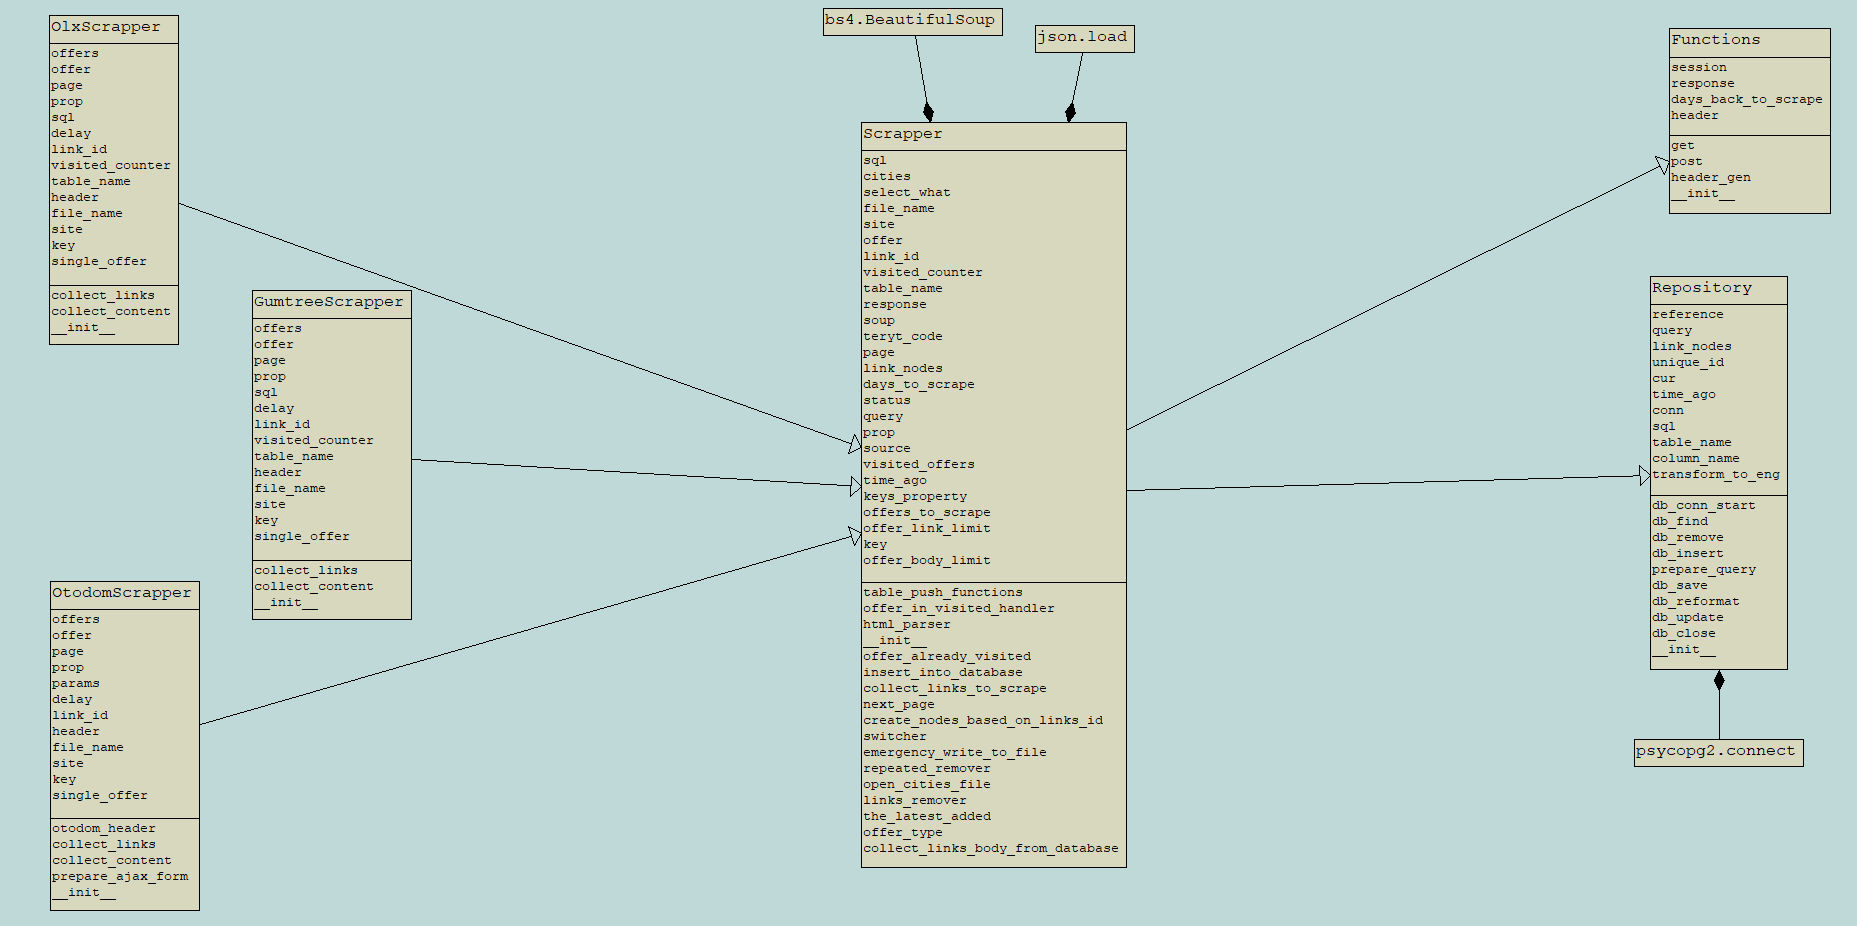 OlxScrapper
offers
offer
page
prop
sql
delay
link_id
visited_counter
table_name
header
file_name
site
key
single_offer
collect_links
collect_content
__init__
GumtreeScrapper
offers
offer
page
prop
sql
delay
link_id
visited_counter
table_name
header
file_name
site
key
single_offer
collect_links
collect_content
__init__
OtodomScrapper
offers
offer
page
prop
params
delay
link_id
header
file_name
site
key
single_offer
otodom_header
collect_links
collect_content
prepare_ajax_form
__init__
bs4.BeautifulSoup
json.load
Scrapper
sql
cities
select_what
file_name
site
offer
link_id
visited_counter
table_name
response
soup
teryt_code
page
link_nodes
days_to_scrape
status
query
prop
source
visited_offers
time_ago
keys_property
offers_to_scrape
offer_link_limit
key
offer_body_limit
table_push_functions
offer_in_visited_handler
html_parser
__init__
offer_already_visited
insert_into_database
collect_links_to_scrape
next_page
create_nodes_based_on_links_id
switcher
emergency_write_to_file
repeated_remover
open_cities_file
links_remover
the_latest_added
offer_type
collect_links_body_from_database
Functions
session
response
days_back_to_scrape
header
get
post
header_gen
__init__
Repository
reference
query
link_nodes
unique_id
cur
time_ago
conn
sql
table_name
column_name
transform_to_eng
db_conn_start
db_find
db_remove
db_insert
prepare_query
db_save
db_reformat
db_update
db_close
__init__
psycopg2.connect